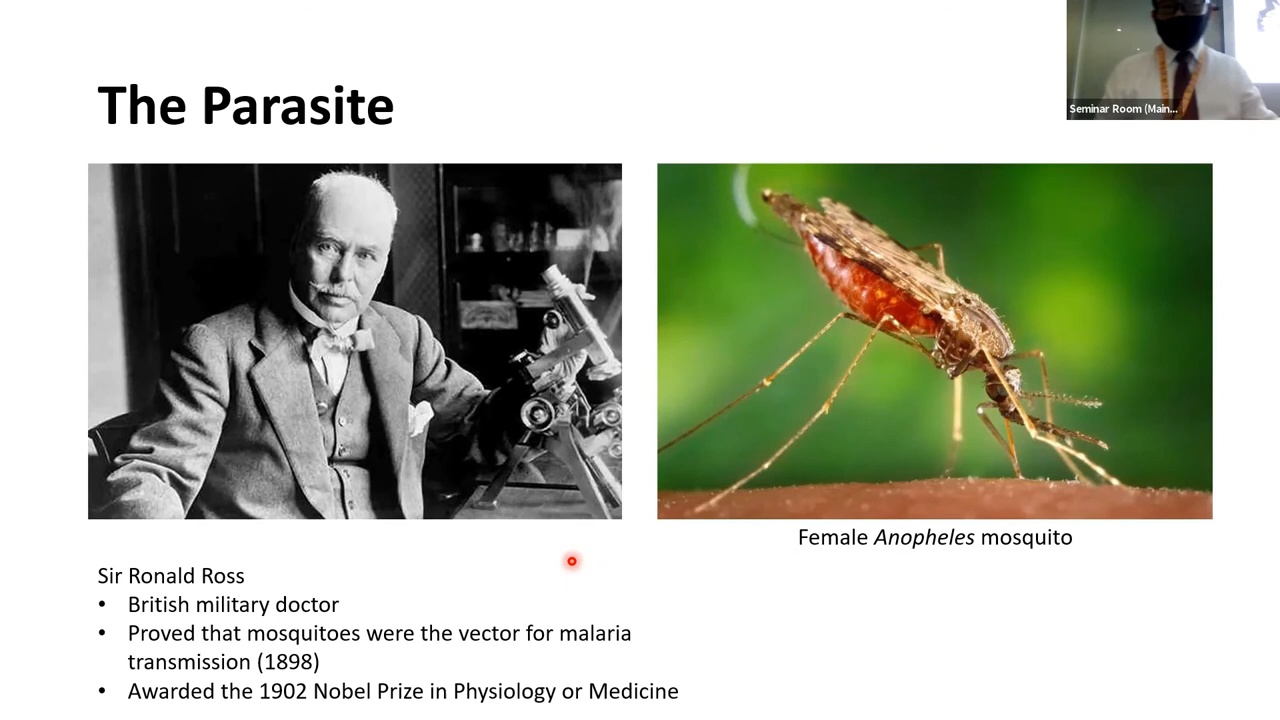 The Parasite
Seminar Room (Main...
Female Anopheles mosquito
Sir Ronald Ross
• British military doctor
• Proved that mosquitoes were the vector for malaria
transmission (1898)
• Awarded the 1902 Nobel Prize in Physiology or Medicine